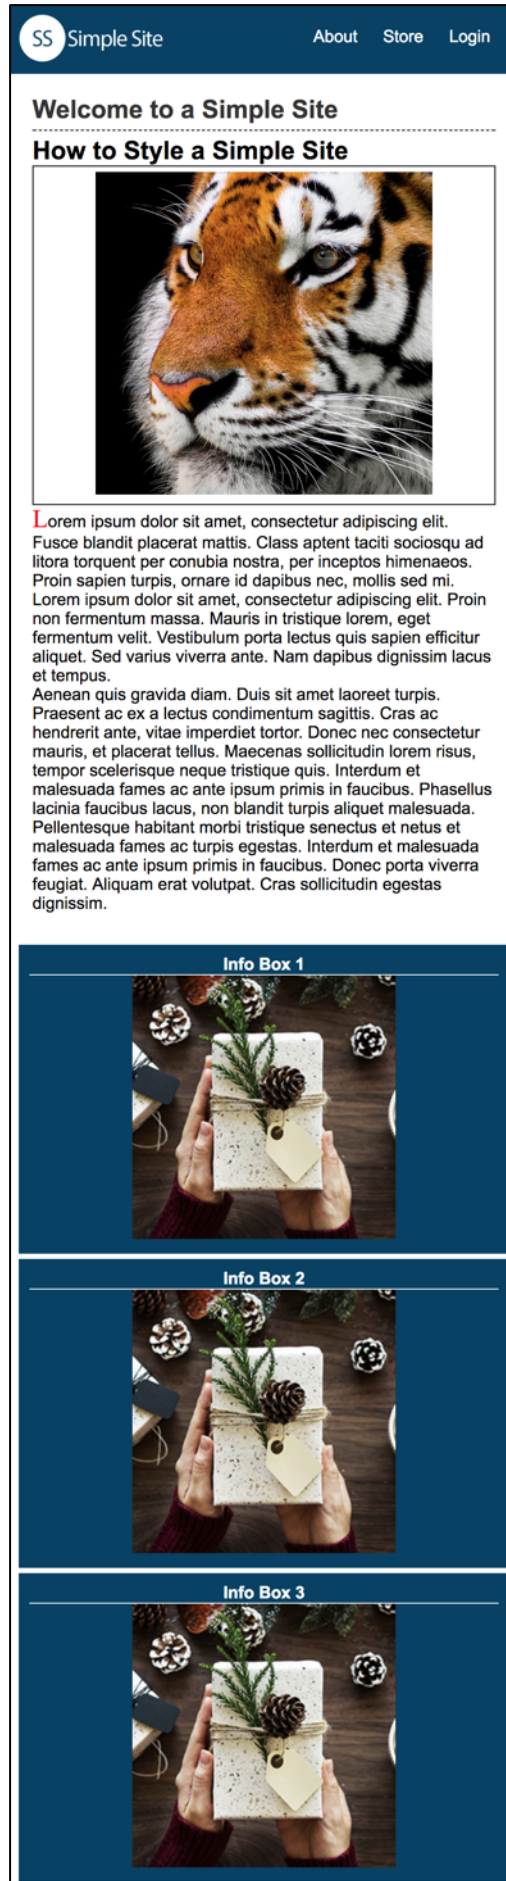 SS Simple Site About Store Login
Welcome to a Simple Site
How to Style a Simple Site
Lorem ipsum dolor sit amet, consectetur adipiscing elit.
Fusce blandit placerat mattis. Class aptent taciti sociosqu ad
litora torquent per conubia nostra, per inceptos himenaeos.
Proin sapien turpis, ornare id dapibus nec, mollis sed mi.
Lorem ipsum dolor sit amet, consectetur adipiscing elit. Proin
non fermentum massa. Mauris in tristique lorem, eget
fermentum velit. Vestibulum porta lectus quis sapien efficitur
aliquet. Sed varius viverra ante. Nam dapibus dignissim lacus
et tempus.
Aenean quis gravida diam. Duis sit amet laoreet turpis.
Praesent ac ex a lectus condimentum sagittis. Cras ac
hendrerit ante, vitae imperdiet tortor. Donec nec consectetur
mauris, et placerat tellus. Maecenas sollicitudin lorem risus,
tempor scelerisque neque tristique quis. Interdum et
malesuada fames ac ante ipsum primis in faucibus. Phasellus
lacinia faucibus lacus, non blandit turpis aliquet malesuada.
Pellentesque habitant morbi tristique senectus et netus et
malesuada fames ac turpis egestas. Interdum et malesuada
fames ac ante ipsum primis in faucibus. Donec porta viverra
feugiat. Aliquam erat volutpat. Cras sollicitudin egestas
dignissim.
Info Box 1
Info Box 2
Info Box 3